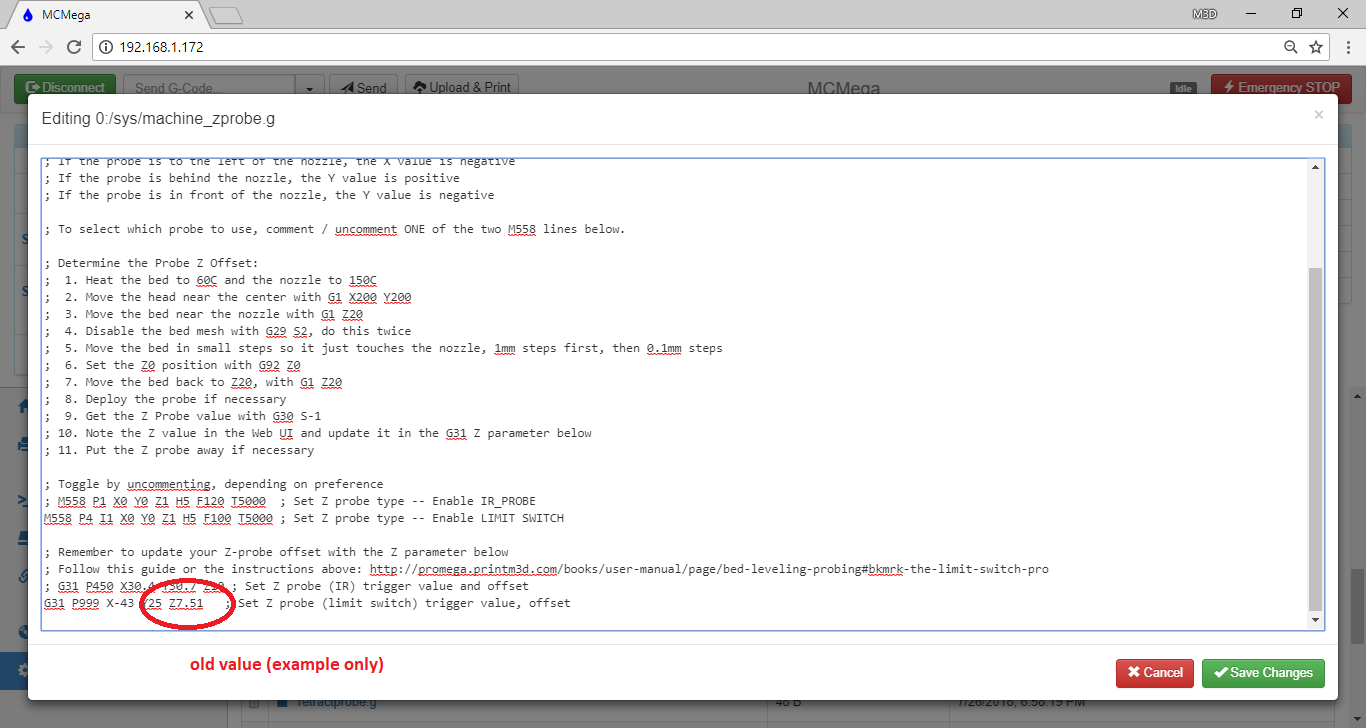 MCMega
M3D
192.168.1.172
Disconnect
Send G-Code...
Send
Upload & Print
MCMega
Idle
Emergency STOP
Editing 0:/sys/machine_zprobe.g
×
; If the probe is to the left of the nozzle, the X value is negative
; If the probe is behind the nozzle, the Y value is positive
; If the probe is in front of the nozzle, the Y value is negative
; To select which probe to use, comment / uncomment ONE of the two M558 lines below.
; Determine the Probe Z Offset:
;  1. Heat the bed to 60C and the nozzle to 150C
;  2. Move the head near the center with G1 X200 Y200
;  3. Move the bed near the nozzle with G1 Z20
;  4. Disable the bed mesh with G29 S2, do this twice
;  5. Move the bed in small steps so it just touches the nozzle, 1mm steps first, then 0.1mm steps
;  6. Set the Z0 position with G92 Z0
;  7. Move the bed back to Z20, with G1 Z20
;  8. Deploy the probe if necessary
;  9. Get the Z Probe value with G30 S-1
; 10. Note the Z value in the Web UI and update it in the G31 Z parameter below
; 11. Put the Z probe away if necessary
; Toggle by uncommenting, depending on preference
; M558 P1 X0 Y0 Z1 H5 F120 T5000  ; Set Z probe type -- Enable IR_PROBE
M558 P4 I1 X0 Y0 Z1 H5 F100 T5000 ; Set Z probe type -- Enable LIMIT SWITCH
; Remember to update your Z-probe offset with the Z parameter below
; Follow this guide or the instructions above: http://promega.printm3d.com/books/user-manual/page/bed-leveling-probing#bkmrk-the-limit-switch-pro
; G31 P450 X30.4 ; Set Z probe (IR) trigger value and offset
G31 P999 X-43 Y25 Z7.51   ; Set Z probe (limit switch) trigger value, offset
old value (example only)
Cancel
Save Changes
retractprobe.g
48 B
7/26/2018, 6:58:19 PM